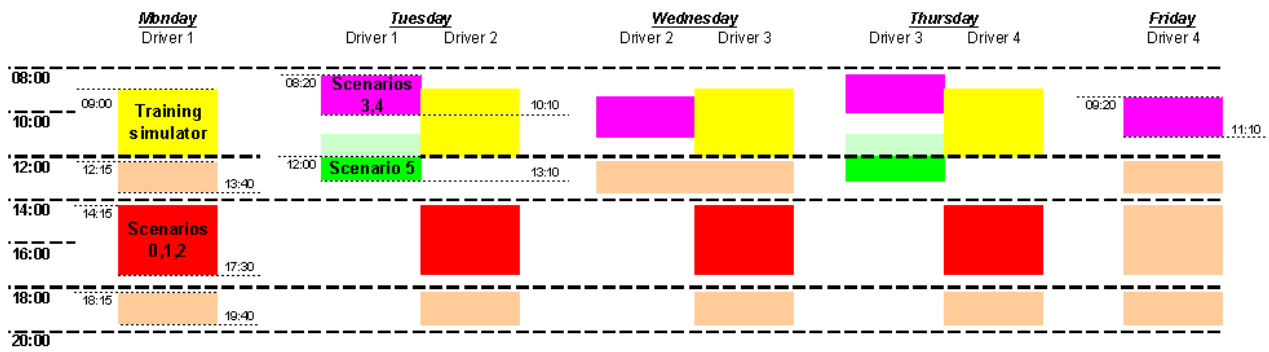 Monday Tuesday Wednesday Thursday Friday
Driver 1 Driver 1 Driver 2 Driver 2 Driver 3 Driver 3 Driver 4 Driver 4
08:00
08:20 Scenarios
3,4
09:00 Training
simulator
09:20
10:10
10:00
11:10
12:00
12:00 Scenario 5
12:15
13:10
13:40
14:00
14:15
Scenarios
0,1,2
16:00
17:30
18:00
18:15
19:40
20:00